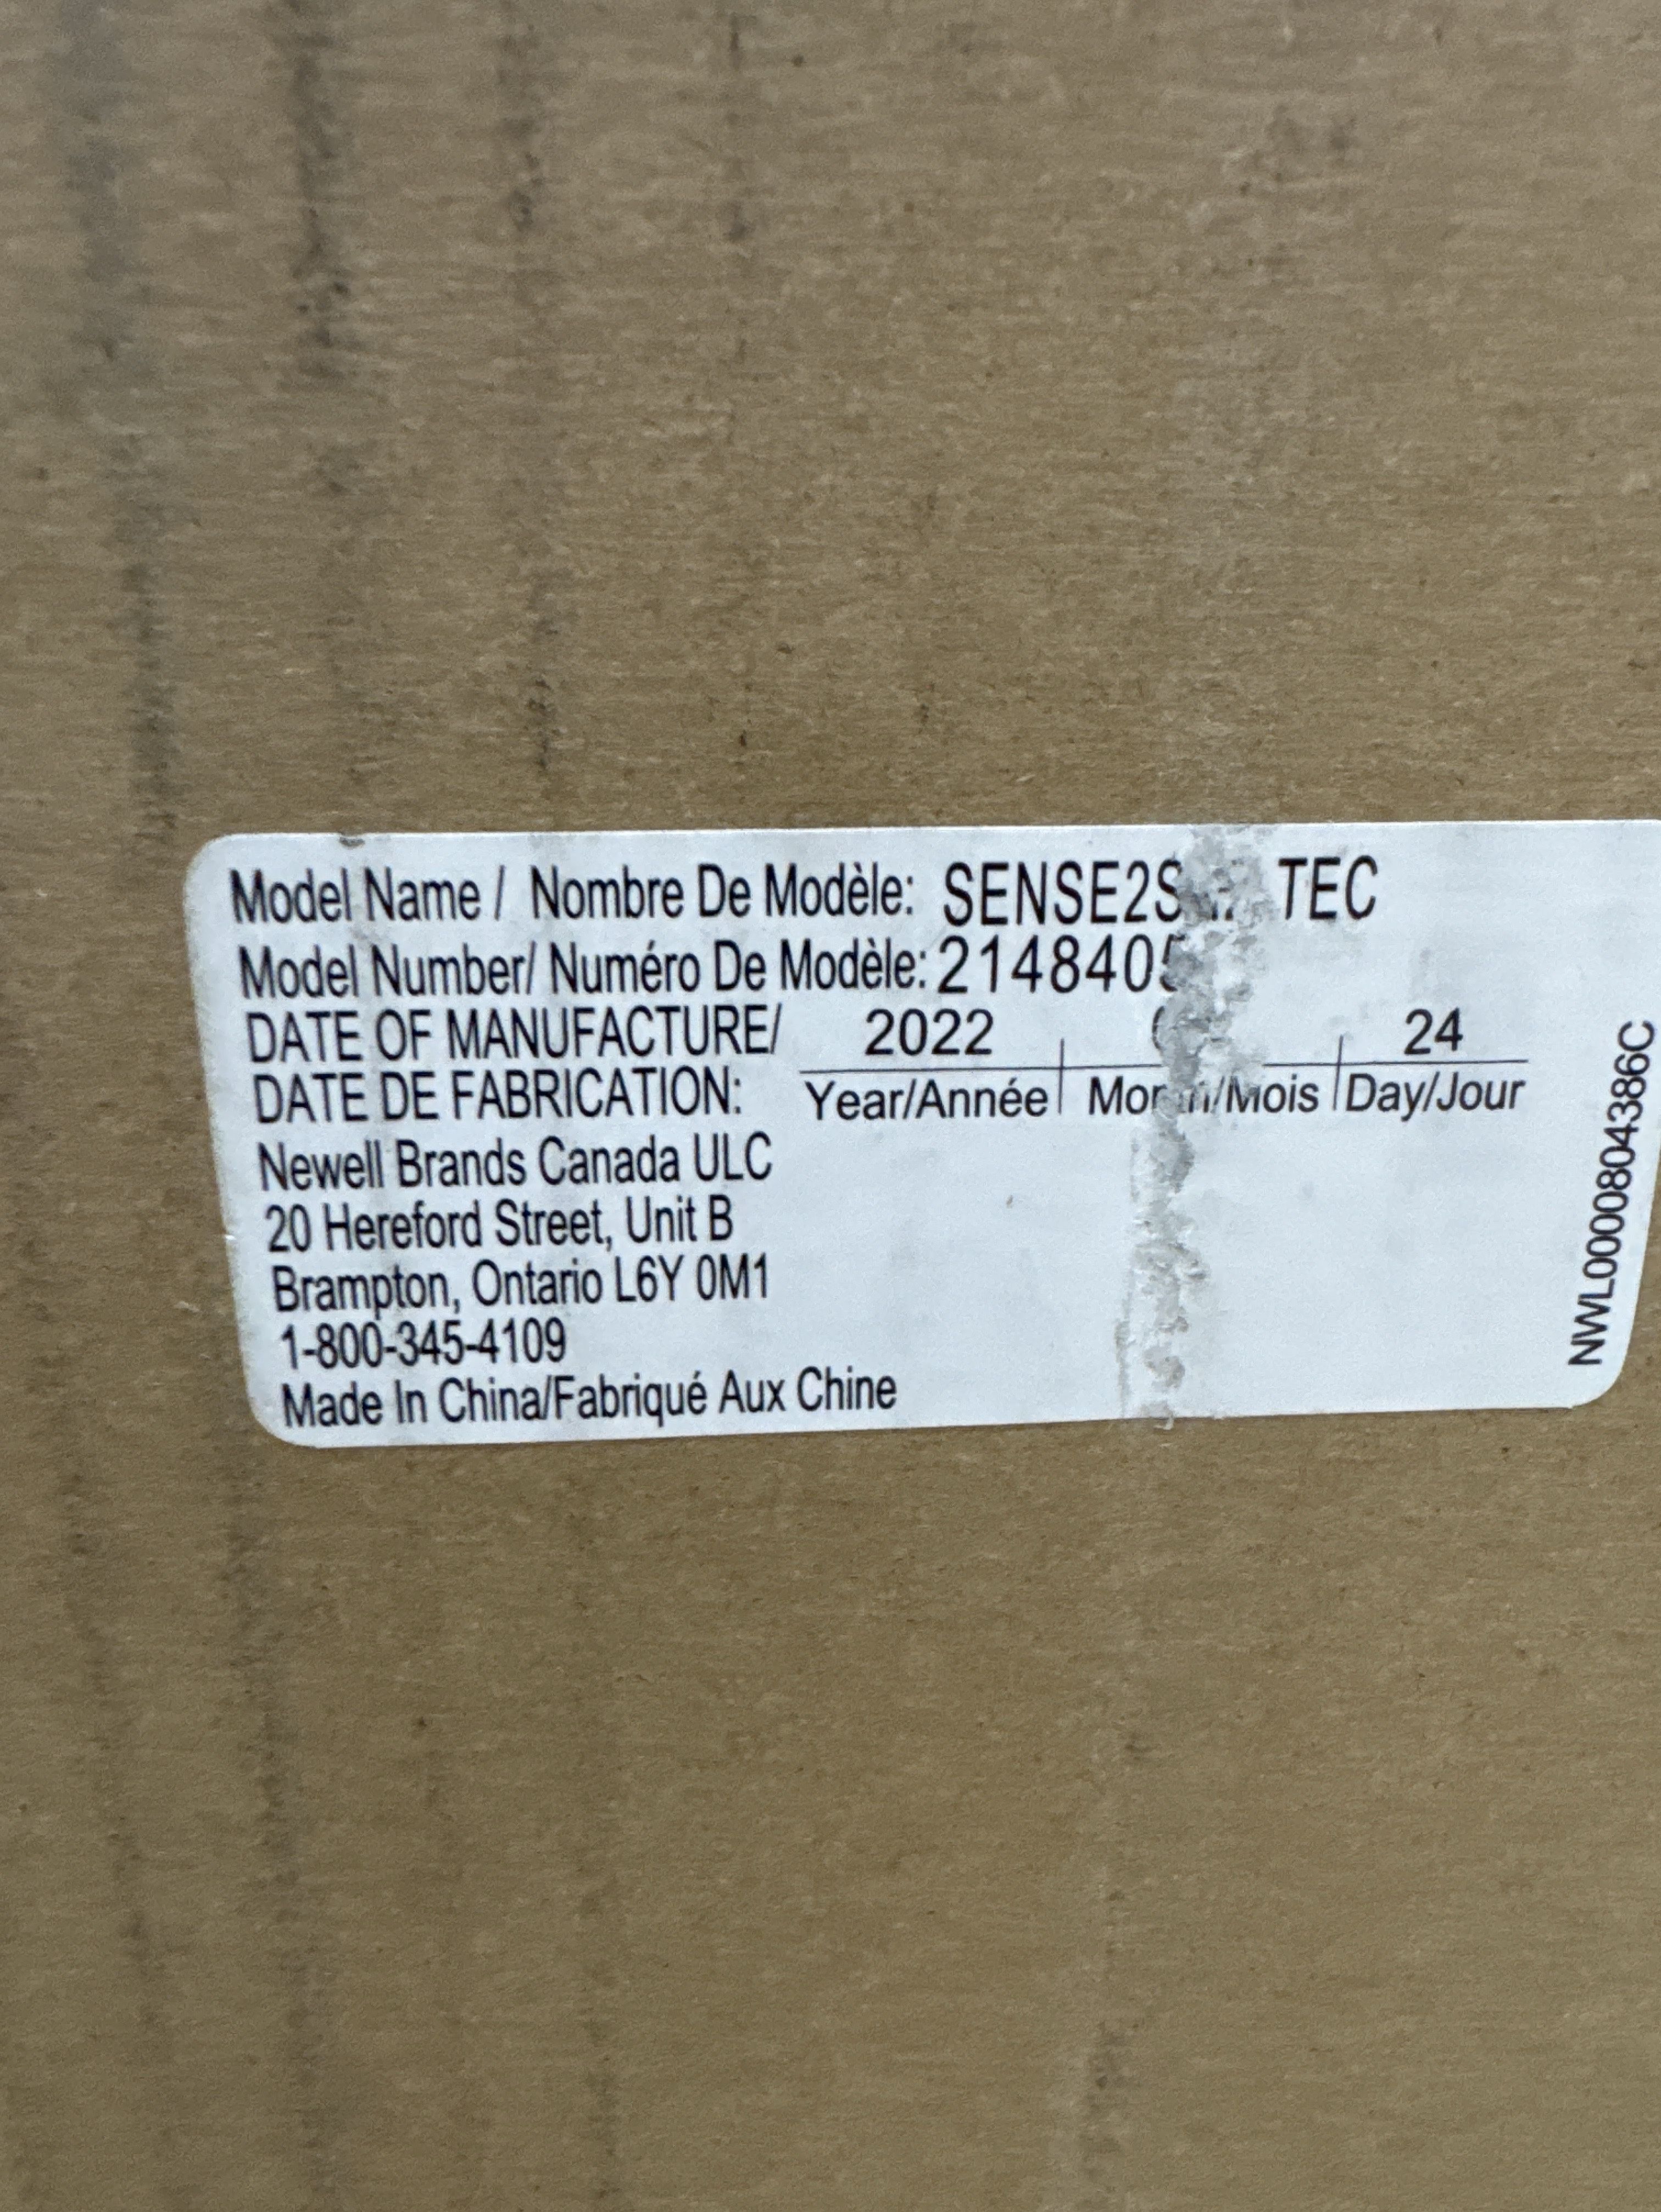 Model Name / Nombre De Modèle: TEC
Model Number/ Numéro De Modèle:
DATE OF MANUFACTURE/ 2022 24
DATE DE FABRICATION: Year/Année Day/Jour
Newell Brands Canada ULC
20 Hereford Street, Unit B
Brampton, Ontario L6Y 0M1
1-800-345-4109
Made In China/Fabriqué Aux Chine
NWL0000804386C